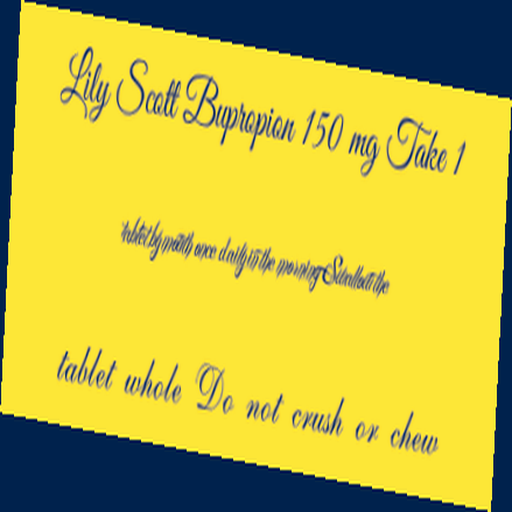 Lily Scott Bupropion 150 mg Take 1
tablet by mouth once daily in the morning Swallow the
tablet whole Do not crush or chew